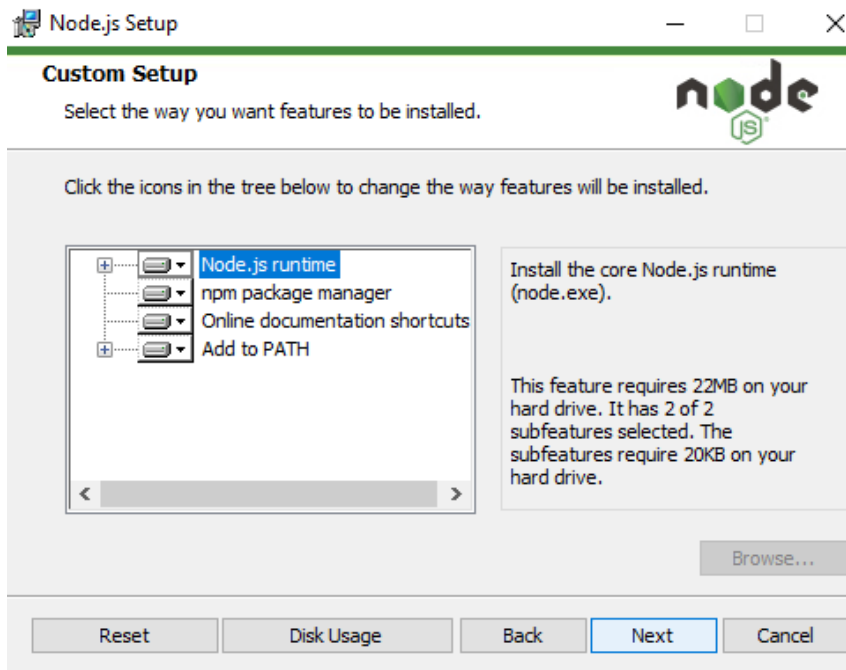 Node.js Setup
Custom Setup
Select the way you want features to be installed.
node
JS
Click the icons in the tree below to change the way features will be installed.
Node.js runtime
npm package manager
Online documentation shortcuts
Add to PATH
Install the core Node.js runtime
(node.exe).
This feature requires 22MB on your
hard drive. It has 2 of 2
subfeatures selected. The
subfeatures require 20KB on your
hard drive.
Browse...
Reset Disk Usage Back Next Cancel